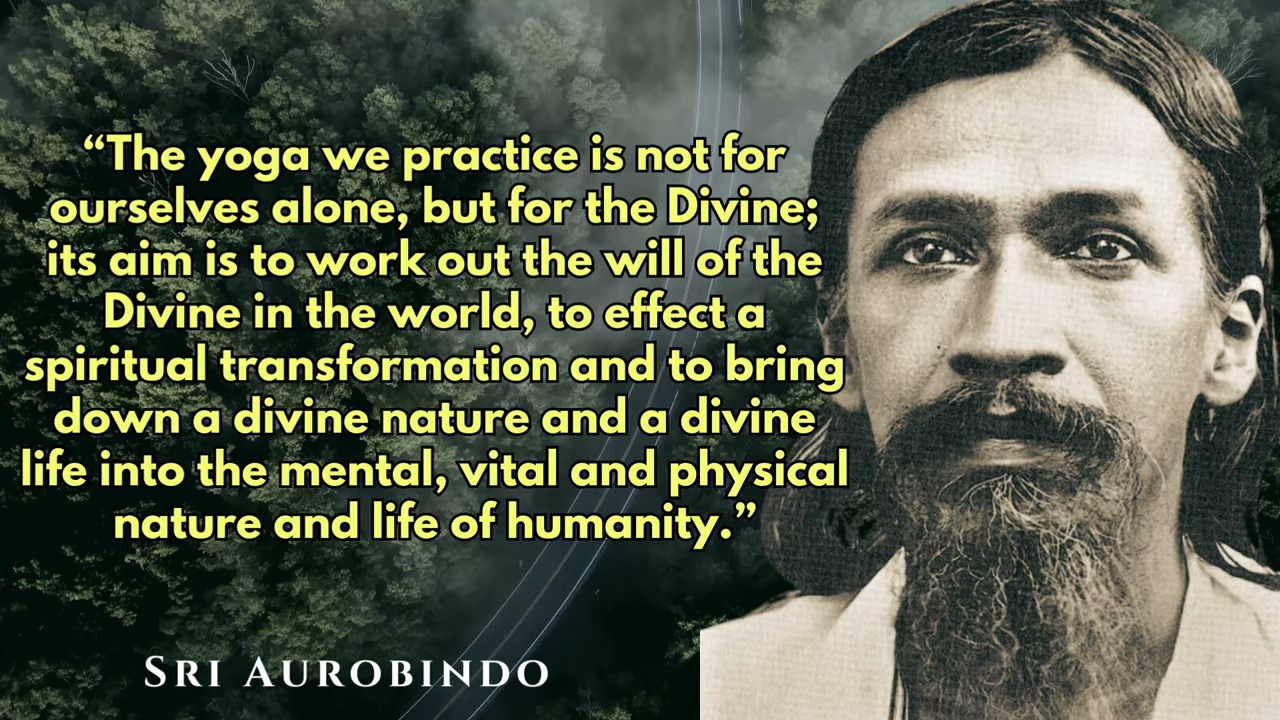 “The yoga we practice is not for
ourselves alone, but for the Divine;
its aim is to work out the will of the
Divine in the world, to effect a
spiritual transformation and to bring
down a divine nature and a divine
life into the mental, vital and physical
nature and life of humanity.”
Sri Aurobindo